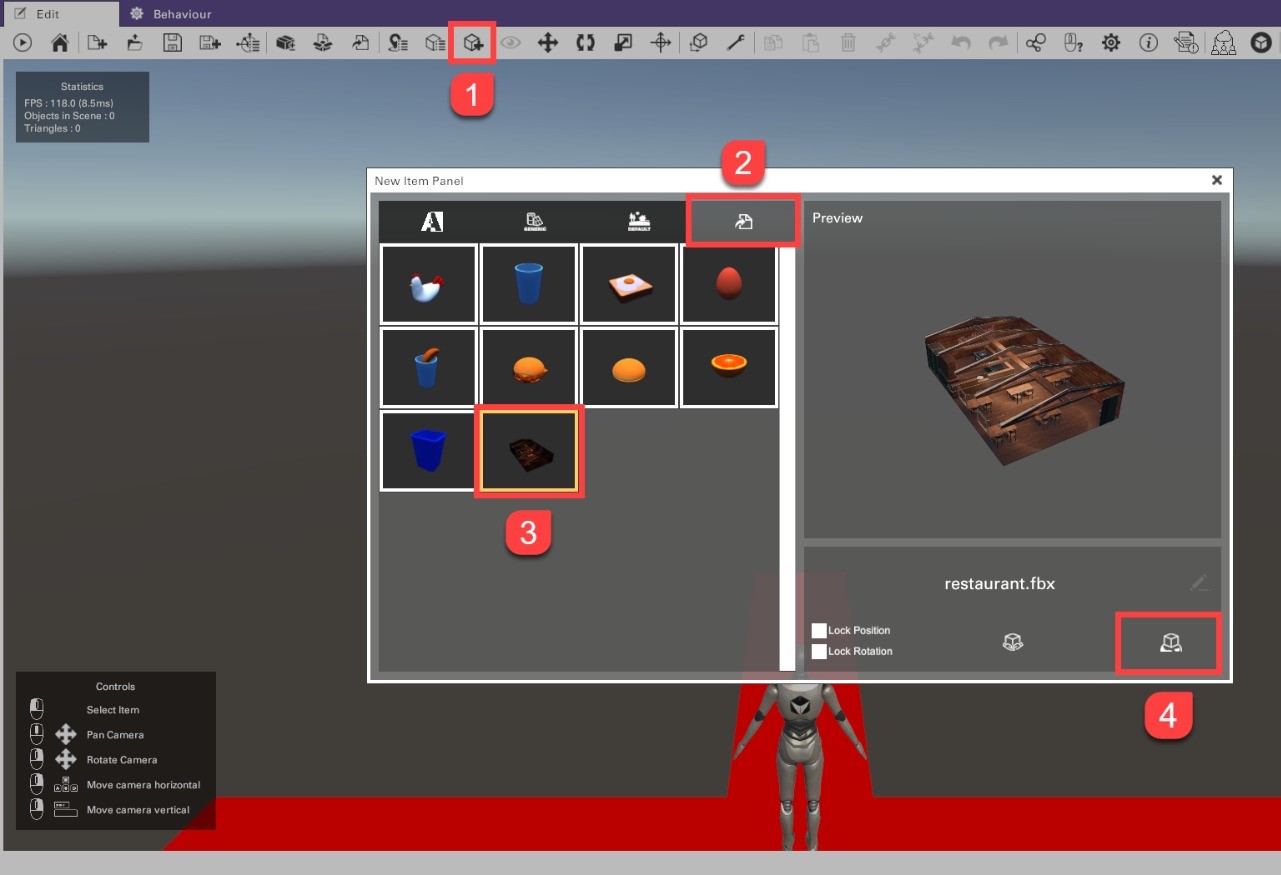 Edit
Behaviour
1
Statistics
FPS : 118.0 (8.5ms)
Objects in Scene : 0
Triangles : 0
2
New Item Panel
GENERIC
DEFAULT
Preview
3
restaurant.fbx
Lock Position
Lock Rotation
4
Controls
Select Item
Pan Camera
Rotate Camera
Move camera horizontal
Move camera vertical